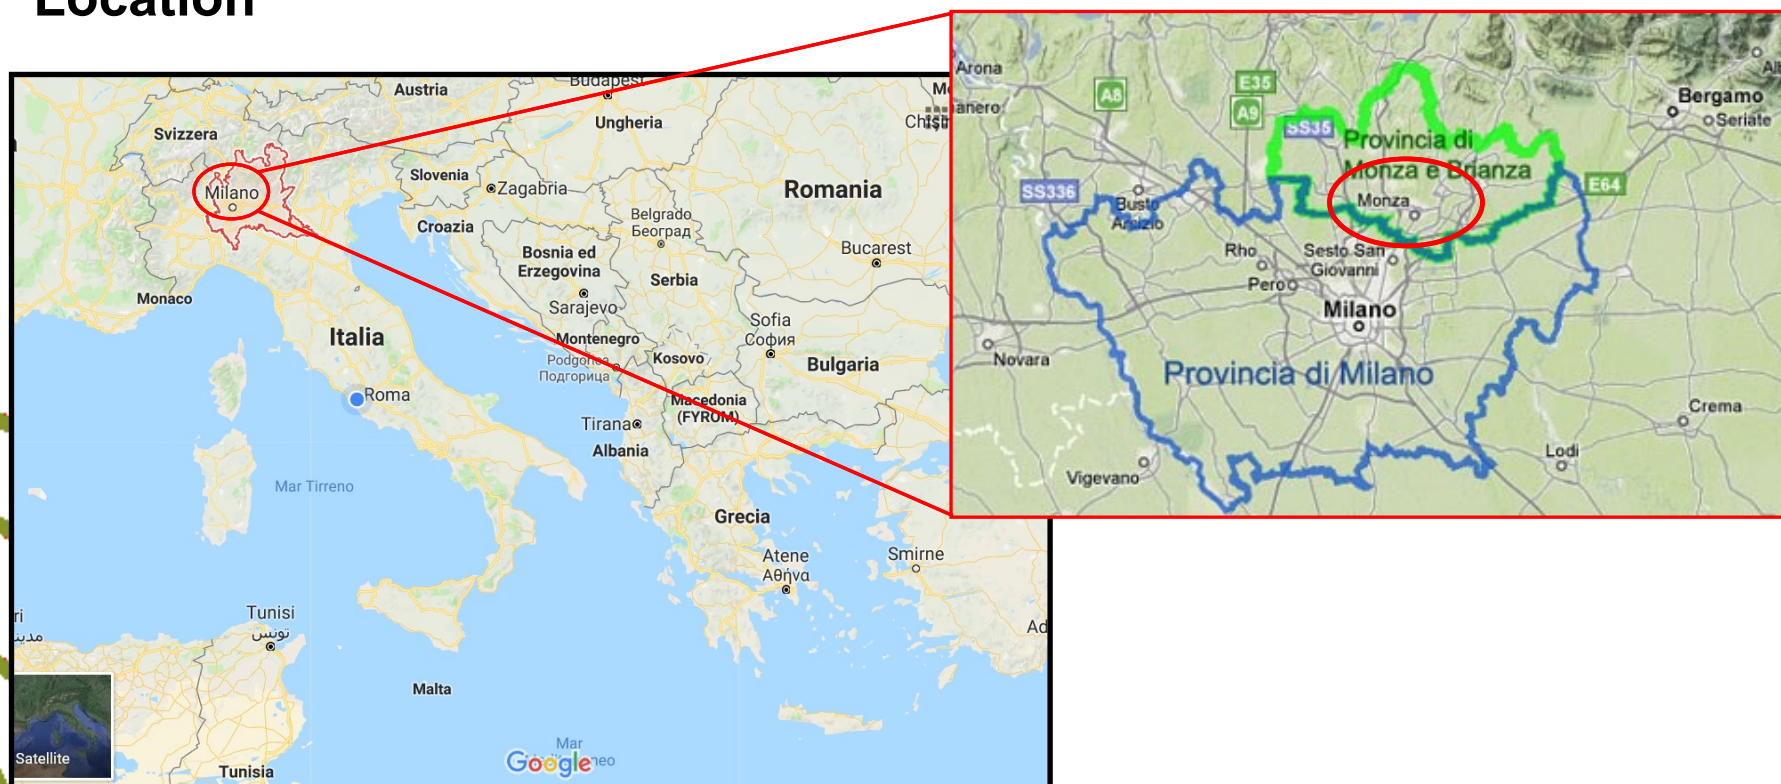 Location
Austria
Budapest
Ungheria
Svizzera
Milano
Slovenia
Zagabria
Romania
Croazia
Belgrado
Београд
Bosnia ed
Erzegovina
Serbia
Bucarest
Monaco
Sarajevo
Italia
Montenegro
Sofia
София
Podgorica
Подгорица
Kosovo
Bulgaria
Roma
Macedonia
(FYROM)
Tirana
Albania
Mar Tirreno
Grecia
Atene
Αθήνα
Smirne
Tunisi
تونس
Ad
Malta
Satellite
Mar
Google
neo
Tunisia
Arona
A8
E35
A9
Bergamo
Seriate
anero
SS35
Provincia di
Monza e Brianza
SS336
E64
Busto
Arsizio
Monza
Rho
Sesto San
Giovanni
Pero
Milano
Novara
Provincia di Milano
Crema
Lodi
Vigevano